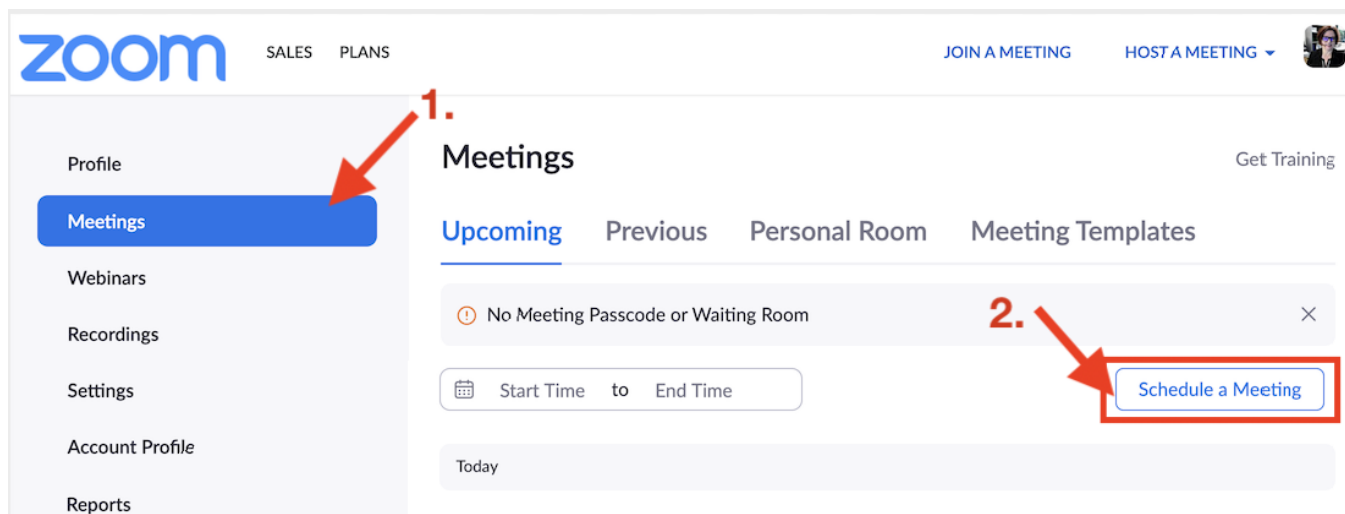 zoom SALES PLANS JOIN A MEETING HOST A MEETING
1.
Profile
Meetings
Webinars
Recordings
Settings
Account Profile
Reports
Meetings Get Training
Upcoming Previous Personal Room Meeting Templates
No Meeting Passcode or Waiting Room
2.
Start Time to End Time Schedule a Meeting
Today